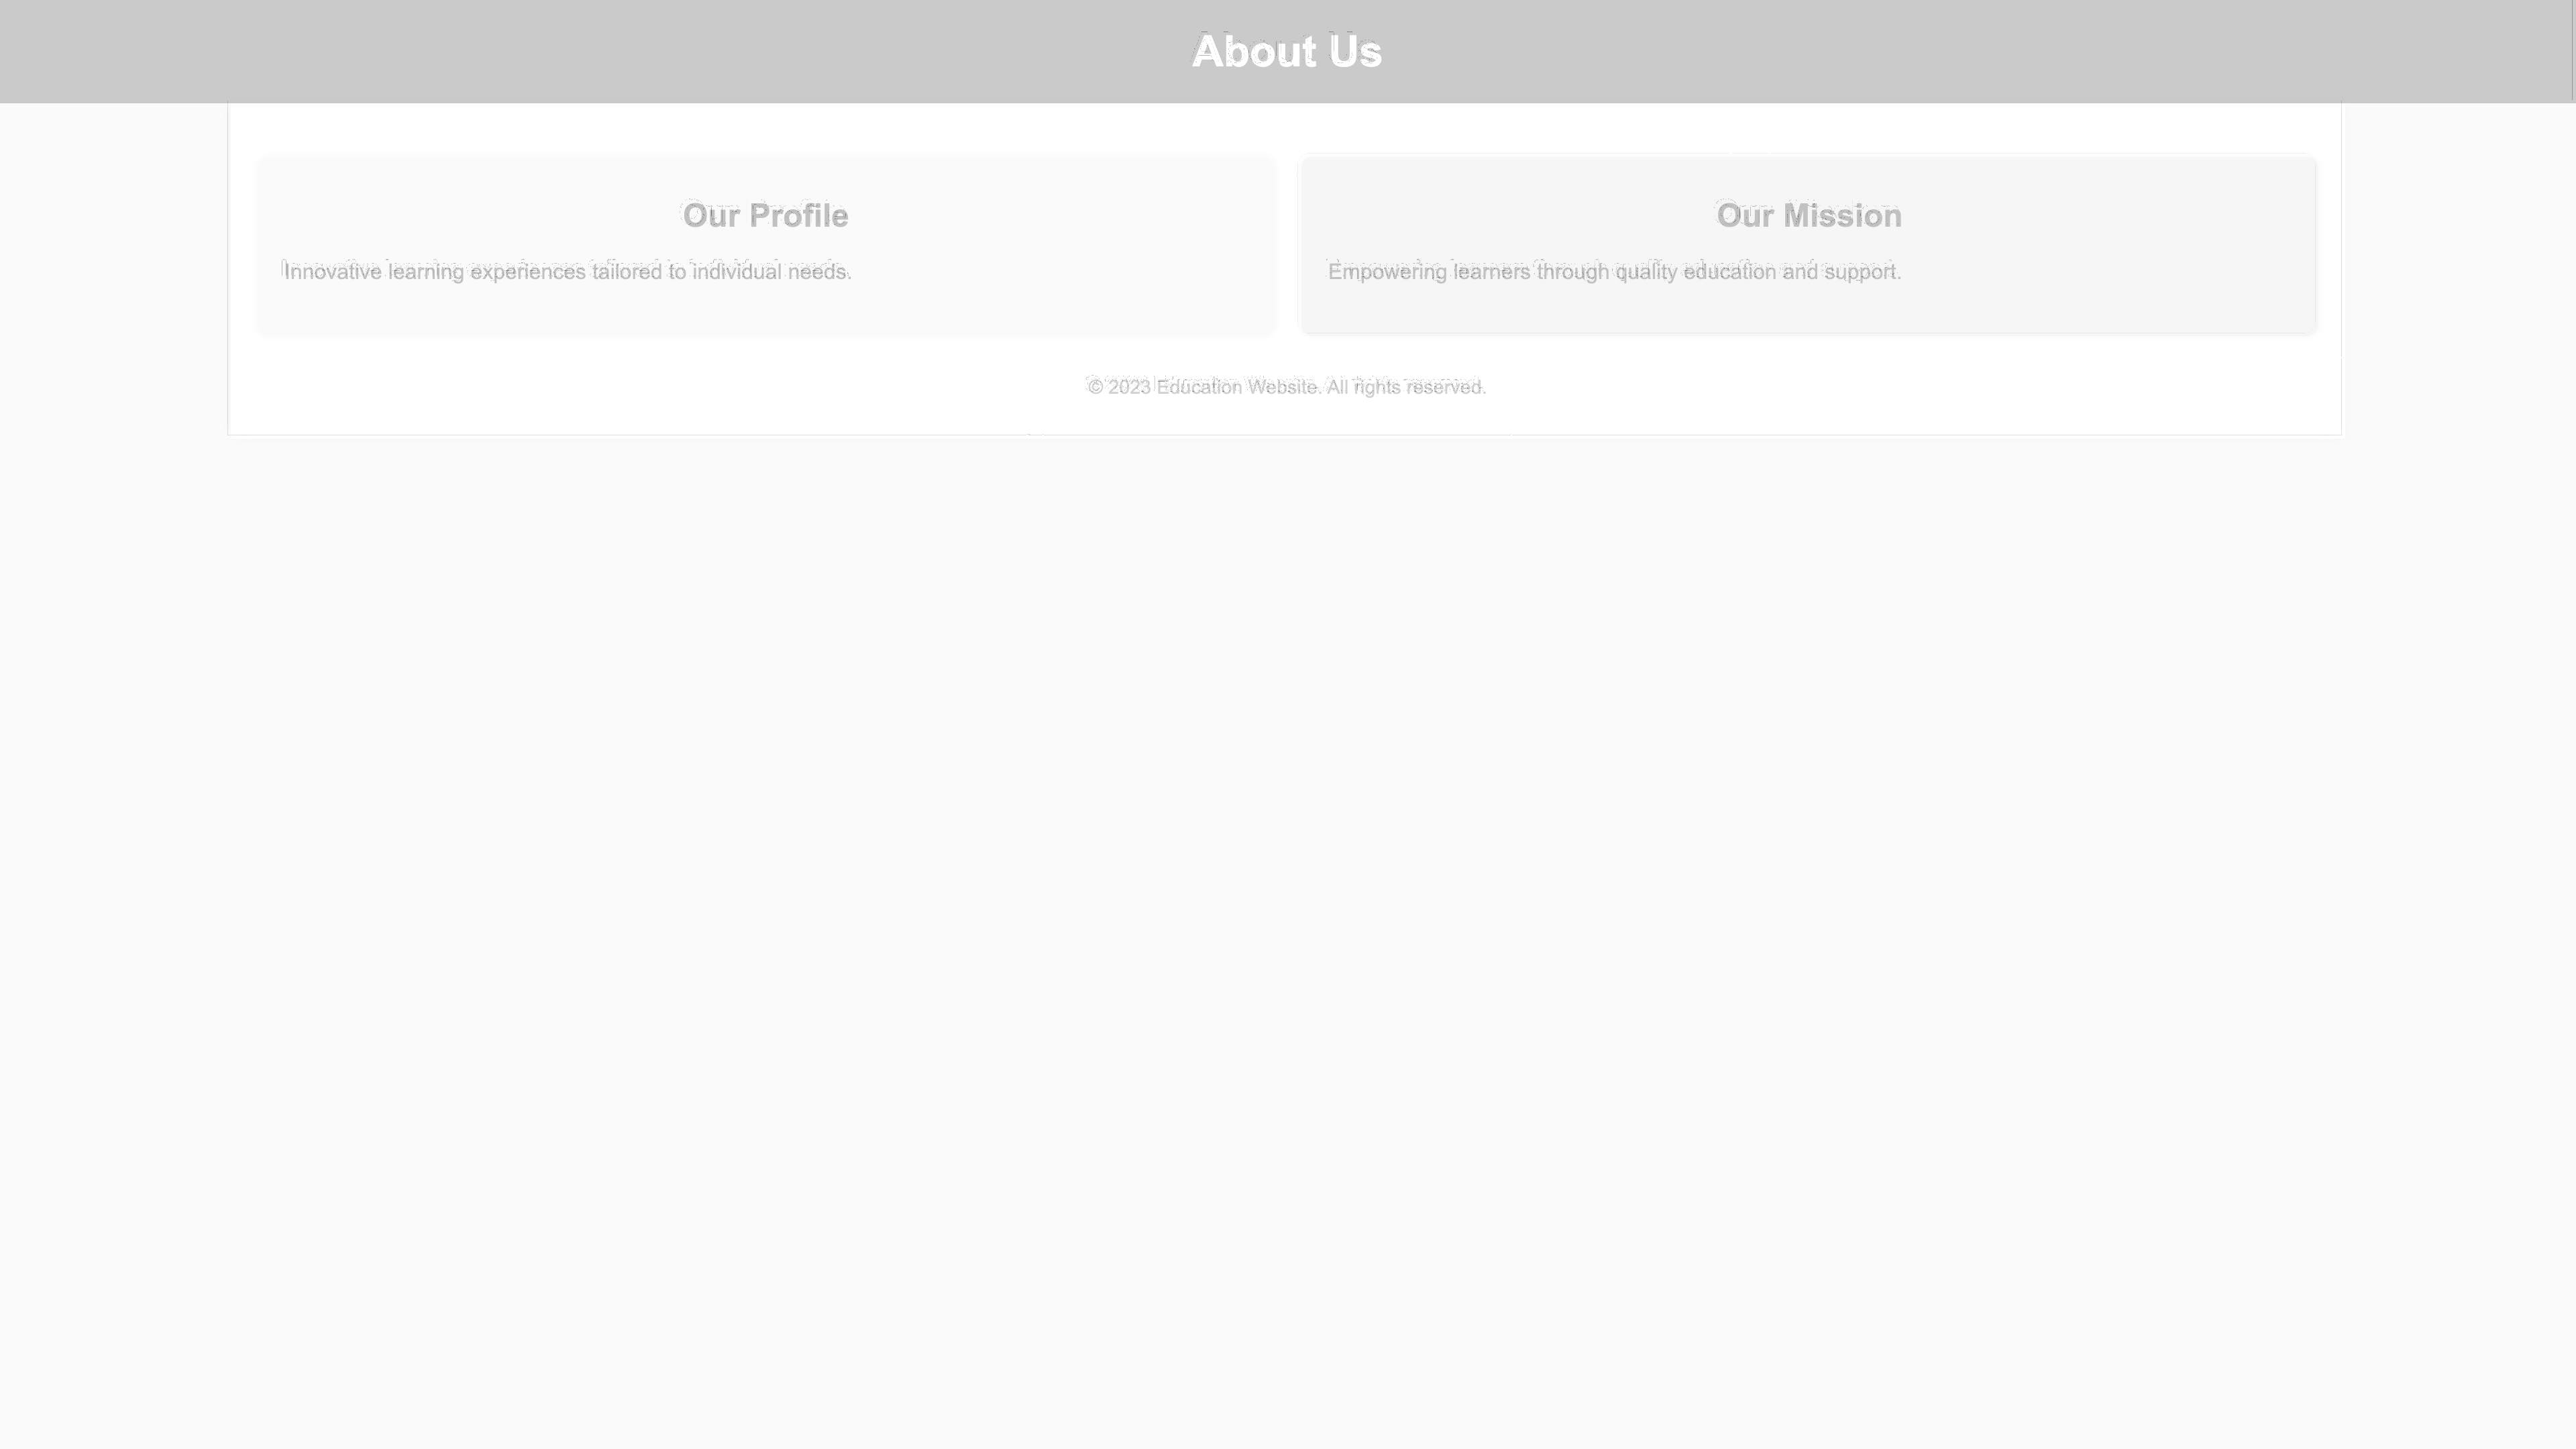 About Us
Our Profile
Innovative learning experiences tailored to individual needs.
Our Mission
Empowering learners through quality education and support.
© 2023 Education Website. All rights reserved.